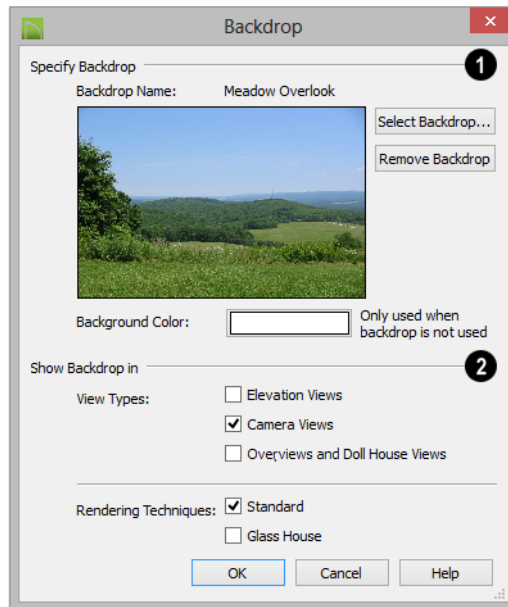 Backdrop
Specify Backdrop
1
Backdrop Name: Meadow Overlook
Select Backdrop...
Remove Backdrop
Background Color:
Only used when
backdrop is not used
Show Backdrop in
2
View Types:
Elevation Views
Camera Views
Overviews and Doll House Views
Rendering Techniques:
Standard
Glass House
OK Cancel Help